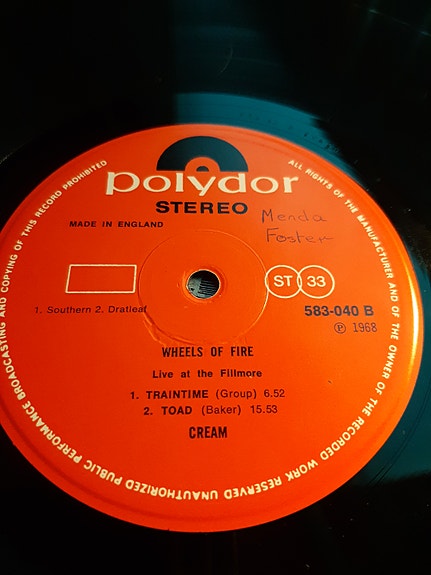 polydor
STEREO
Menda
Foster
MADE IN ENGLAND
ST 33
1. Southern 2. Dratleaf
583-040 B
℗ 1968
WHEELS OF FIRE
Live at the Fillmore
1. TRAINTIME (Group) 6.52
2. TOAD (Baker) 15.53
CREAM
ALL RIGHTS OF THE MANUFACTURER AND OF THE OWNER OF THE RECORDED WORK RESERVED UNAUTHORIZED PUBLIC PERFORMANCE BROADCASTING AND COPYING OF THIS RECORD PROHIBITED